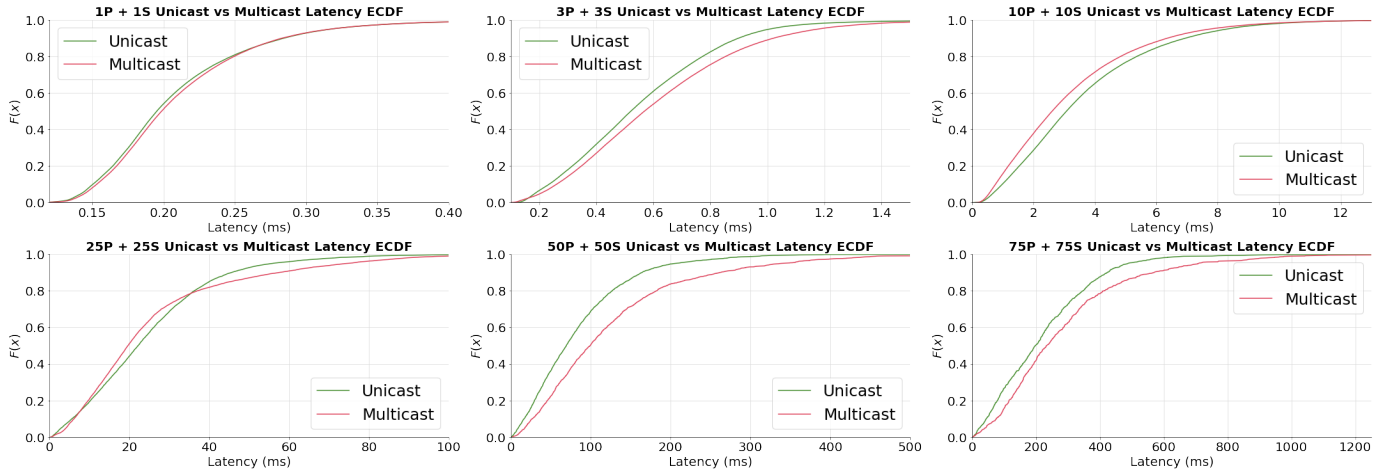 1P + 1S Unicast vs Multicast Latency ECDF
1.0
0.8
0.6
0.4
0.2
0.0
F(x)
Unicast
Multicast
0.15 0.20 0.25 0.30 0.35 0.40
Latency (ms)
3P + 3S Unicast vs Multicast Latency ECDF
1.0
0.8
0.6
0.4
0.2
0.0
F(x)
Unicast
Multicast
0.2 0.4 0.6 0.8 1.0 1.2 1.4
Latency (ms)
10P + 10S Unicast vs Multicast Latency ECDF
1.0
0.8
0.6
0.4
0.2
0.0
F(x)
Unicast
Multicast
0 2 4 6 8 10 12
Latency (ms)
25P + 25S Unicast vs Multicast Latency ECDF
1.0
0.8
0.6
0.4
0.2
0.0
F(x)
Unicast
Multicast
0 20 40 60 80 100
Latency (ms)
50P + 50S Unicast vs Multicast Latency ECDF
1.0
0.8
0.6
0.4
0.2
0.0
F(x)
Unicast
Multicast
0 100 200 300 400 500
Latency (ms)
75P + 75S Unicast vs Multicast Latency ECDF
1.0
0.8
0.6
0.4
0.2
0.0
F(x)
Unicast
Multicast
0 200 400 600 800 1000 1200
Latency (ms)